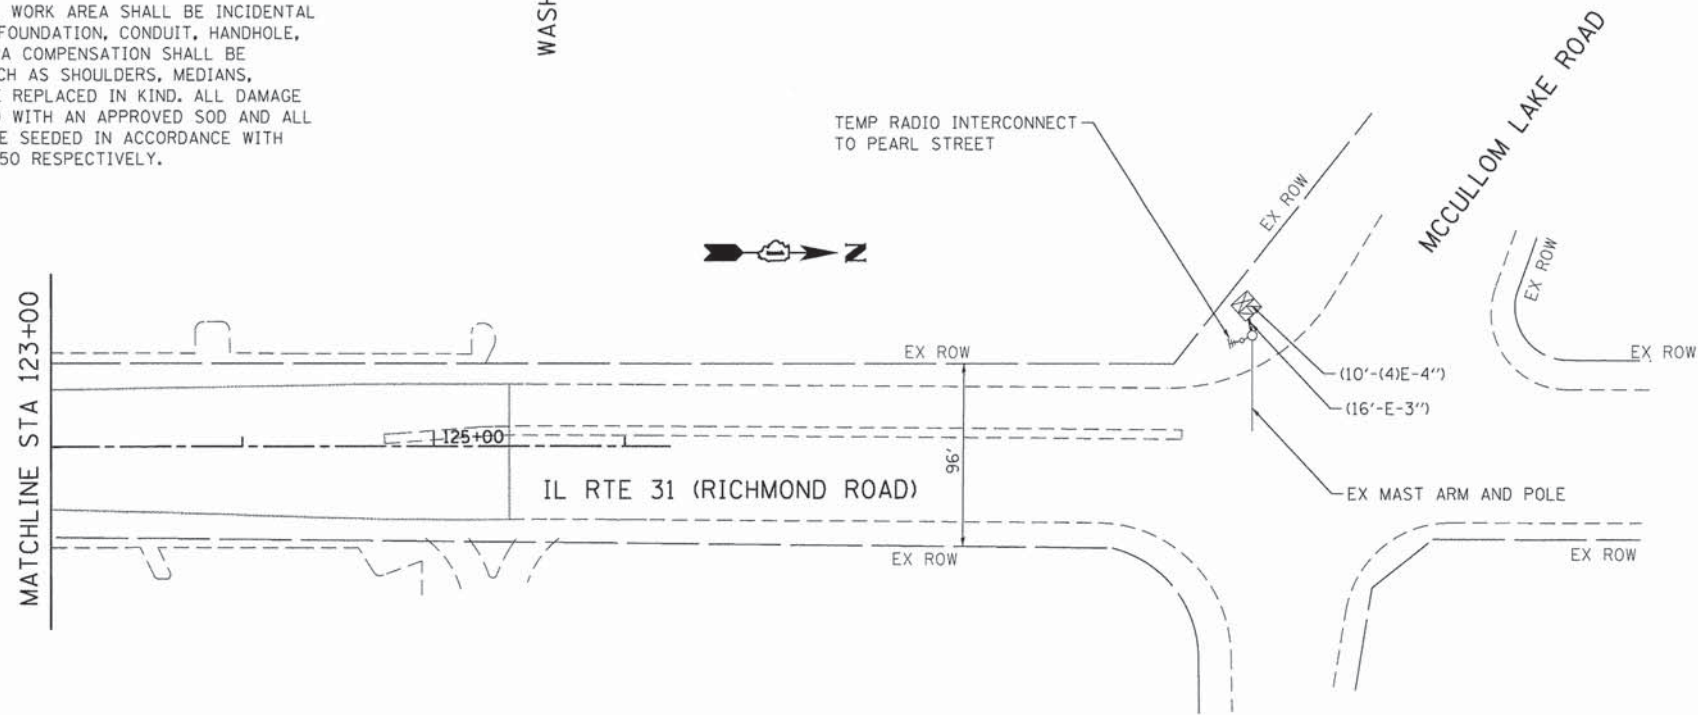 WORK AREA SHALL BE INCIDENTAL
FOUNDATION, CONDUIT, HANDHOLE,
COMPENSATION SHALL BE
AS SHOULDERS, MEDIANS,
REPLACED IN KIND. ALL DAMAGE
WITH AN APPROVED SOD AND ALL
SEEDED IN ACCORDANCE WITH
50 RESPECTIVELY.
WASH
MCCULLOM LAKE ROAD
TEMP RADIO INTERCONNECT
TO PEARL STREET
EX ROW
EX ROW
N
MATCHLINE STA 123+00
EX ROW
EX ROW
(10'-(4)E-4")
(16'-E-3")
125+00
96'
IL RTE 31 (RICHMOND ROAD)
EX MAST ARM AND POLE
EX ROW
EX ROW